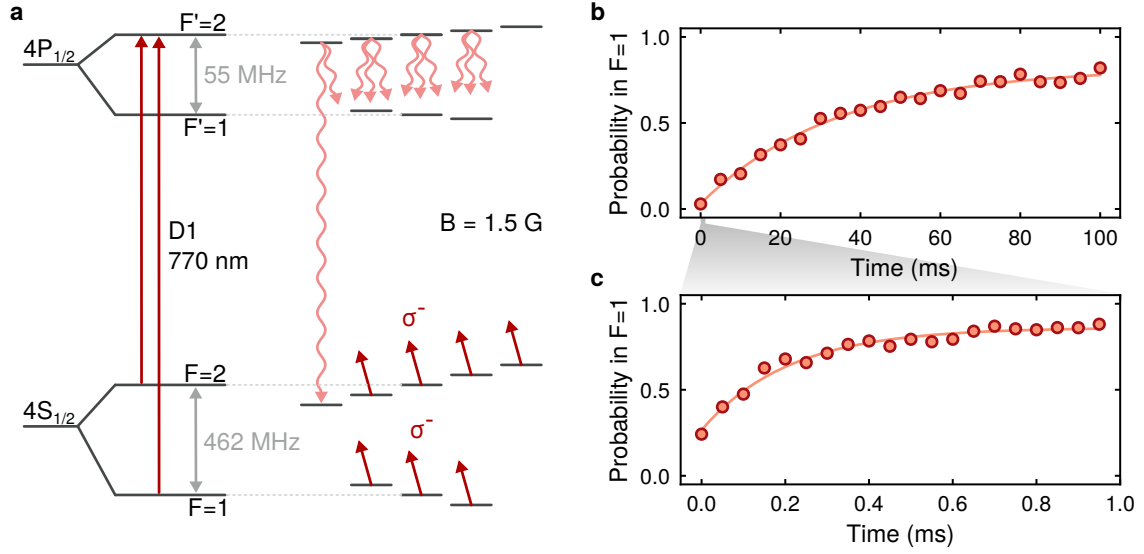 a
F'=2
4P1/2
55 MHz
F'=1
D1
770 nm
B = 1.5 G
σ-
F=2
4S1/2
462 MHz
σ-
F=1
b
Probability in F=1
1.0
0.5
0.0
0 20 40 60 80 100
Time (ms)
c
Probability in F=1
1.0
0.5
0.0
0.0 0.2 0.4 0.6 0.8 1.0
Time (ms)